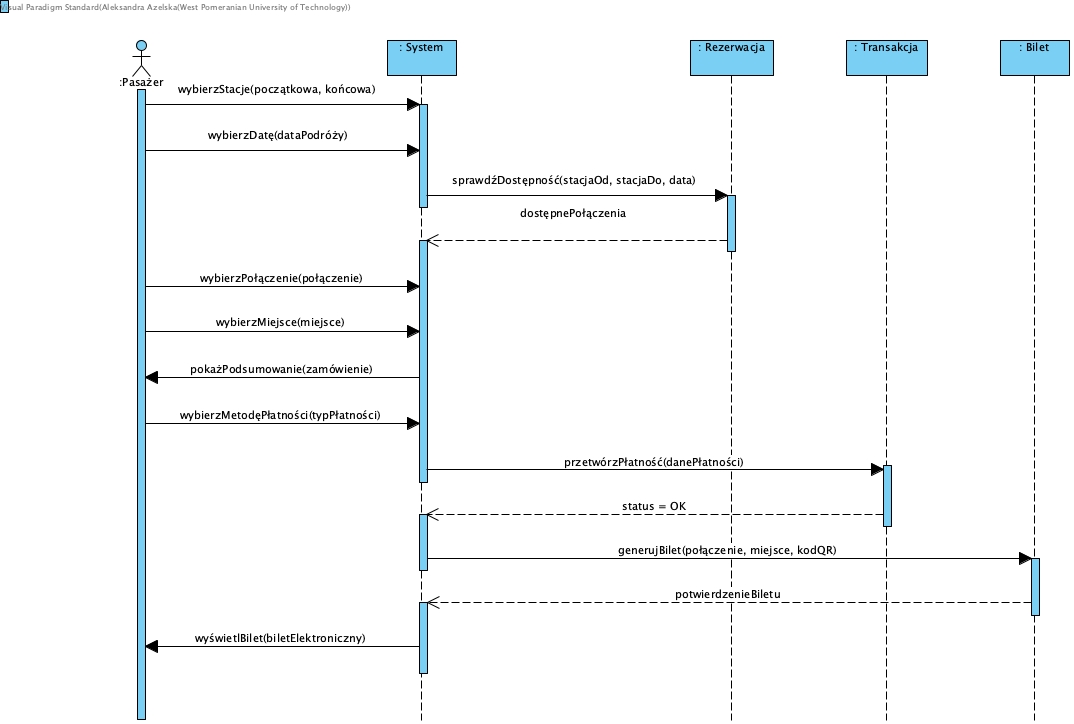 Visual Paradigm Standard(Aleksandra Azelska(West Pomeranian University of Technology))
: System
: Rezerwacja
: Transakcja
: Bilet
:Pasażer
wybierzStacje(początkowa, końcowa)
wybierzDatę(dataPodróży)
sprawdźDostępność(stacjaOd, stacjaDo, data)
dostępnePołączenia
wybierzPołączenie(połączenie)
wybierzMiejsce(miejsce)
pokażPodsumowanie(zamówienie)
wybierzMetodęPłatności(typPłatności)
przetwórzPłatność(danePłatności)
status = OK
generujBilet(połączenie, miejsce, kodQR)
potwierdzenieBiletu
wyświetlBilet(biletElektroniczny)